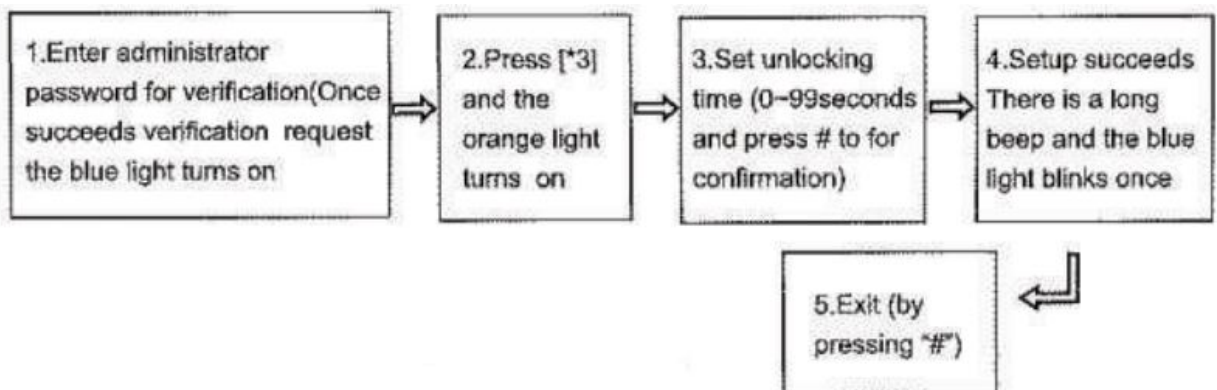 1.Enter administrator
password for verification(Once
succeeds verification request
the blue light turns on
2.Press [*3]
and the
orange light
turns on
3.Set unlocking
time (0~99seconds
and press # to for
confirmation)
4.Setup succeeds
There is a long
beep and the blue
light blinks once
5.Exit (by
pressing "#")